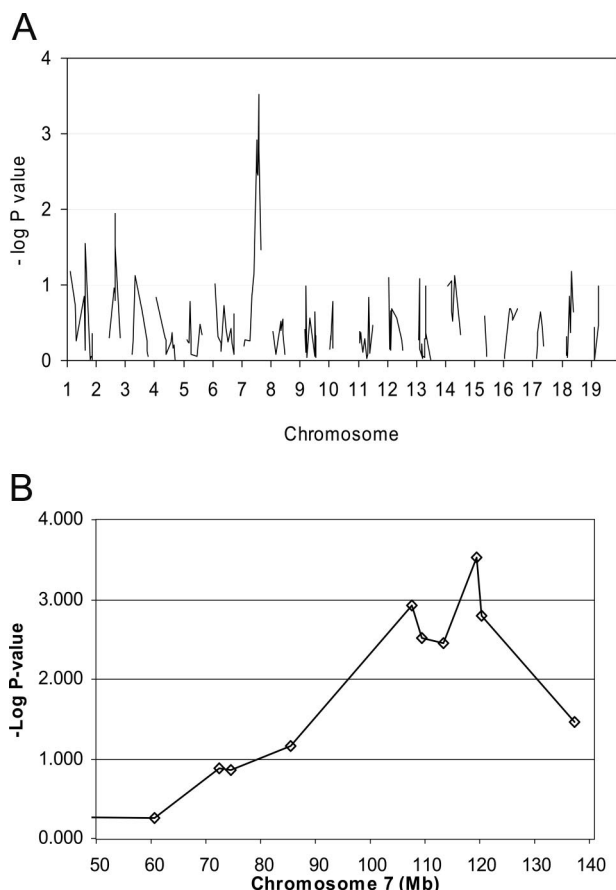 A
4
3
2
1
0
- log P value
1 2 3 4 5 6 7 8 9 10 11 12 13 14 15 16 17 18 19
Chromosome
B
4.000
3.000
2.000
1.000
0.000
-Log P-value
50 60 70 80 90 100 110 120 130 140
Chromosome 7 (Mb)